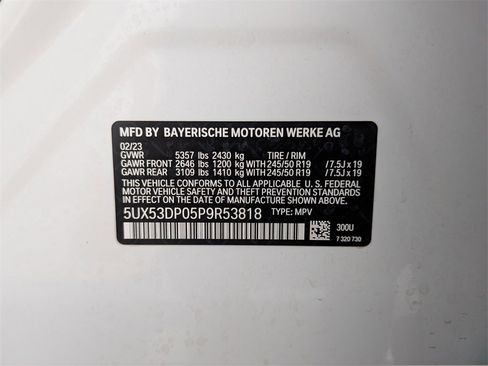 MFD BY BAYERISCHE MOTOREN WERKE AG
02/23
GVWR 5357 lbs 2430 kg TIRE / RIM
GAWR FRONT 2646 lbs 1200 kg WITH 245/50 R19 /7.5J x 19
GAWR REAR 3109 lbs 1410 kg WITH 245/50 R19 /7.5J x 19
THIS VEHICLE CONFORMS TO ALL APPLICABLE U.S. FEDERAL
MOTOR VEHICLE SAFETY AND THEFT PREVENTION STANDARDS
IN EFFECT ON THE DATE OF MANUFACTURE SHOWN ABOVE.
5UX53DP05P9R53818 TYPE: MPV
300U
7 320 730